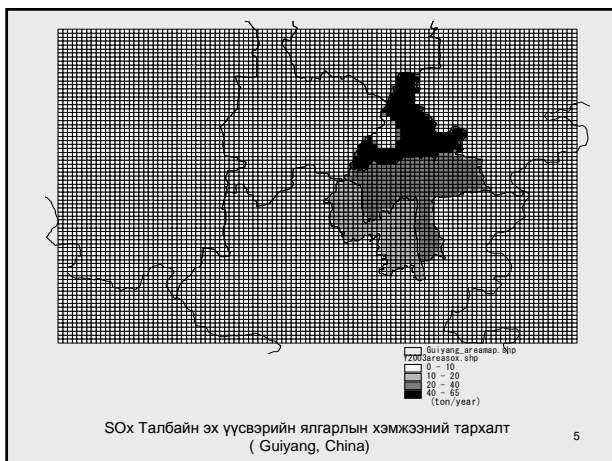 Guiyang_areamap.shp
Y2003areasox.shp
0 - 10
10 - 20
20 - 40
40 - 65
(ton/year)
SOx Талбайн эх үүсвэрийн ялгарлын хэмжээний тархалт
( Guiyang, China)
5